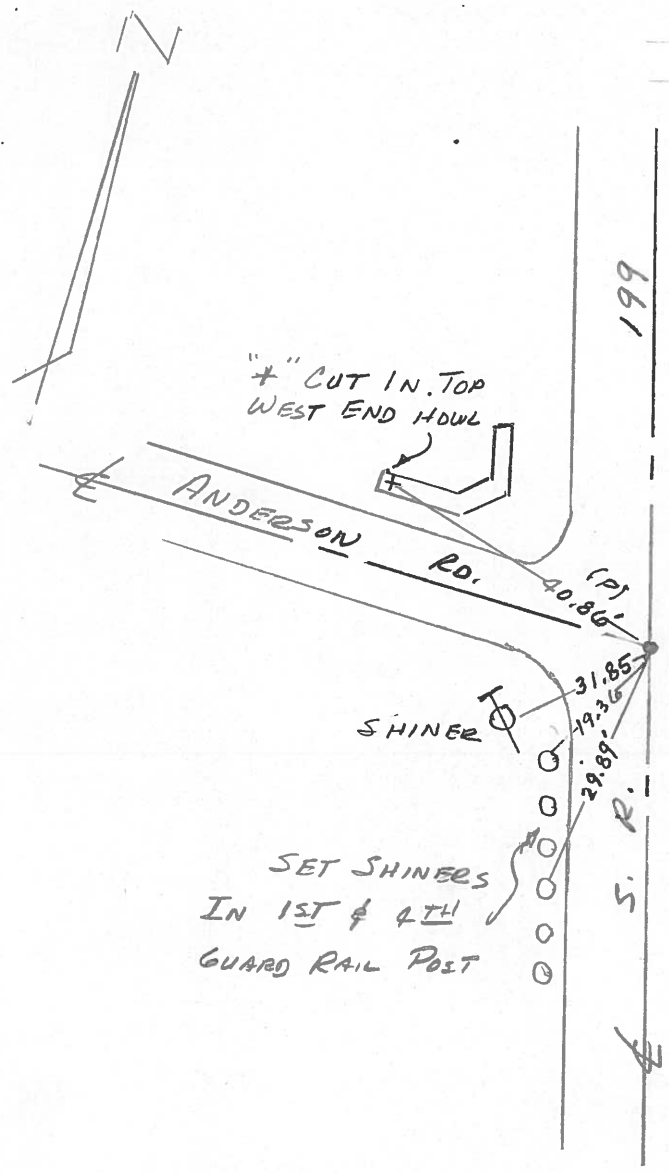 N
199
"+" CUT IN. TOP
WEST END HDWL
℄ ANDERSON RD.
(P)
40.86'
31.85
19.36
29.89'
SHINER
S. R.
SET SHINERS
IN 1ST & 4TH
GUARD RAIL POST
℄